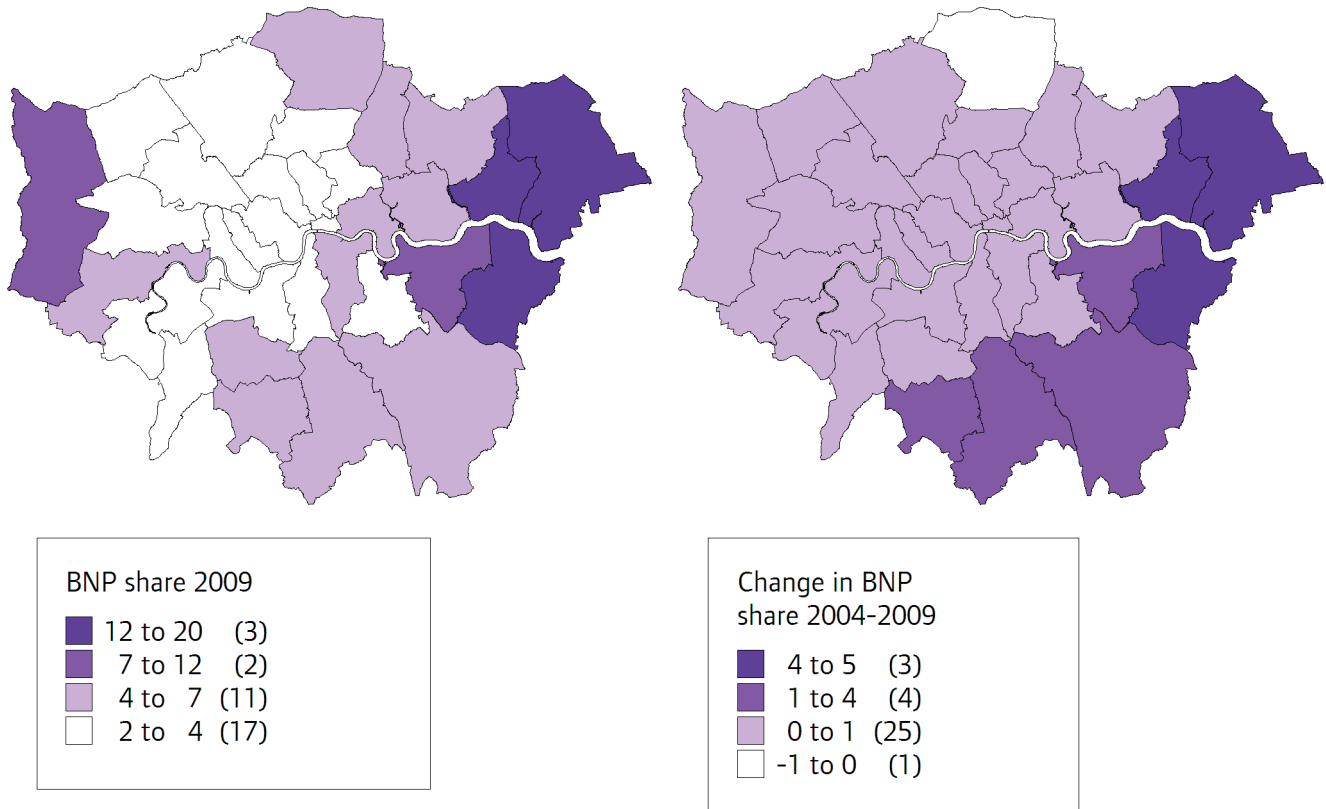 BNP share 2009
12 to 20 (3)
7 to 12 (2)
4 to 7 (11)
2 to 4 (17)
Change in BNP
share 2004-2009
4 to 5 (3)
1 to 4 (4)
0 to 1 (25)
-1 to 0 (1)